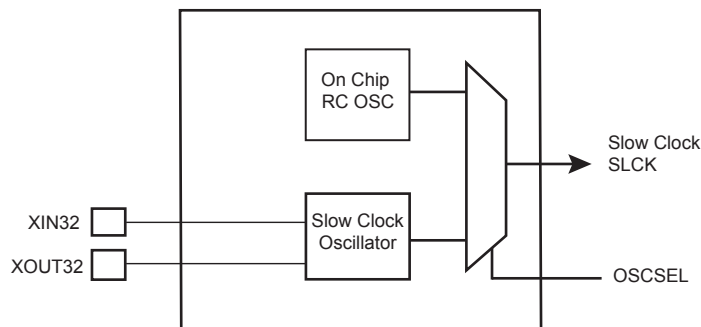 On Chip
RC OSC
Slow Clock
SLCK
XIN32
Slow Clock
Oscillator
XOUT32
OSCSEL